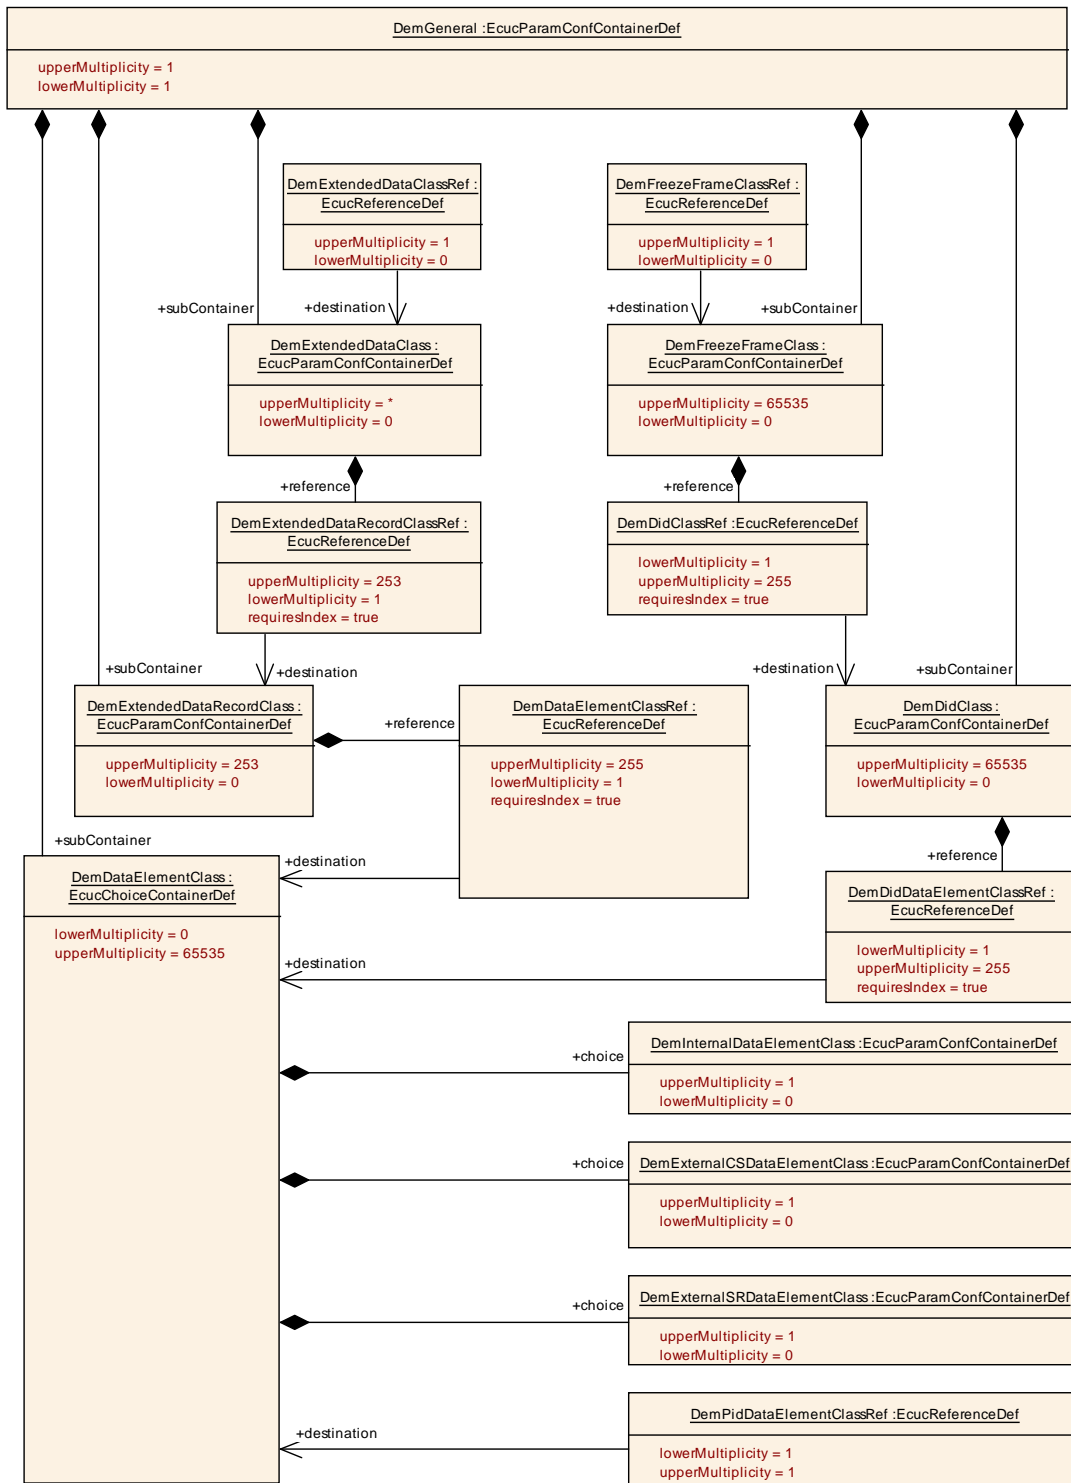 DemGeneral :EcucParamConfContainerDef
upperMultiplicity = 1
lowerMultiplicity = 1
DemExtendedDataClassRef :
EcucReferenceDef
upperMultiplicity = 1
lowerMultiplicity = 0
DemFreezeFrameClassRef :
EcucReferenceDef
upperMultiplicity = 1
lowerMultiplicity = 0
+subContainer
+destination
+destination
+subContainer
DemExtendedDataClass :
EcucParamConfContainerDef
upperMultiplicity = *
lowerMultiplicity = 0
DemFreezeFrameClass :
EcucParamConfContainerDef
upperMultiplicity = 65535
lowerMultiplicity = 0
+reference
+reference
DemExtendedDataRecordClassRef :
EcucReferenceDef
upperMultiplicity = 253
lowerMultiplicity = 1
requiresIndex = true
DemDidClassRef :EcucReferenceDef
lowerMultiplicity = 1
upperMultiplicity = 255
requiresIndex = true
+subContainer
+destination
+destination
+subContainer
DemExtendedDataRecordClass :
EcucParamConfContainerDef
upperMultiplicity = 253
lowerMultiplicity = 0
+reference
DemDataElementClassRef :
EcucReferenceDef
upperMultiplicity = 255
lowerMultiplicity = 1
requiresIndex = true
DemDidClass :
EcucParamConfContainerDef
upperMultiplicity = 65535
lowerMultiplicity = 0
+subContainer
+destination
+reference
DemDataElementClass :
EcucChoiceContainerDef
lowerMultiplicity = 0
upperMultiplicity = 65535
DemDidDataElementClassRef :
EcucReferenceDef
lowerMultiplicity = 1
upperMultiplicity = 255
requiresIndex = true
+destination
+choice
DemInternalDataElementClass :EcucParamConfContainerDef
upperMultiplicity = 1
lowerMultiplicity = 0
+choice
DemExternalCSDataElementClass :EcucParamConfContainerDef
upperMultiplicity = 1
lowerMultiplicity = 0
+choice
DemExternalSRDataElementClass :EcucParamConfContainerDef
upperMultiplicity = 1
lowerMultiplicity = 0
+destination
DemPidDataElementClassRef :EcucReferenceDef
lowerMultiplicity = 1
upperMultiplicity = 1